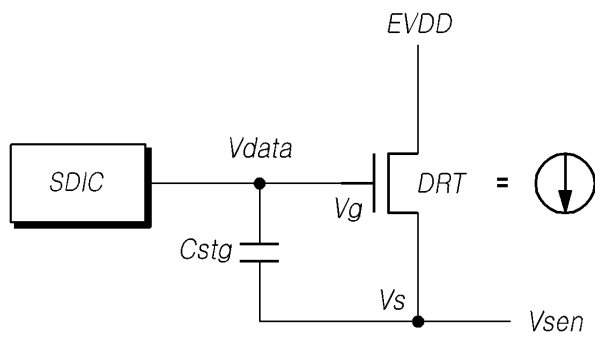 EVDD
Vdata
SDIC
DRT =
Vg
Cstg
Vs
Vsen